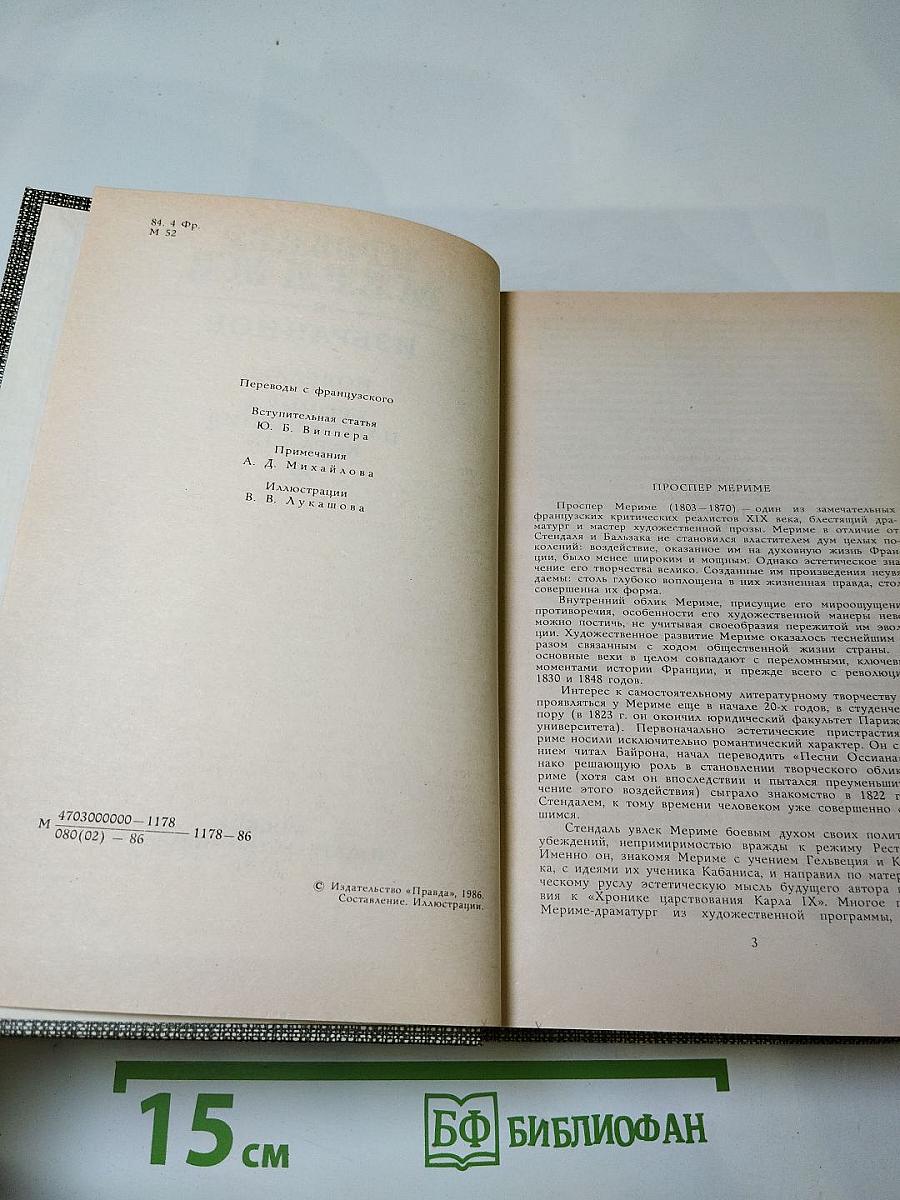 84. 4 Фр.
М 52
Переводы с французского
Вступительная статья
Ю. Б. Виппера
Примечания
А. Д. Михайлова
Иллюстрации
В. В. Лукашова
М 4703000000—1178
080(02) — 86
1178—86
© Издательство «Правда», 1986.
Составление. Иллюстрации.
ПРОСПЕР МЕРИМЕ
Проспер Мериме (1803—1870) — один из замечательных
французских критических реалистов XIX века, блестящий дра-
матург и мастер художественной прозы. Мериме в отличие от
Стендаля и Бальзака не становился властителем дум целых по-
колений: воздействие, оказанное им на духовную жизнь Фран-
ции, было менее широким и мощным. Однако эстетическое зна-
чение его творчества велико. Созданные им произведения неувя-
даемы: столь глубоко воплощена в них жизненная правда, стол
совершенна их форма.
Внутренний облик Мериме, присущие его мироощущени
противоречия, особенности его художественной манеры нево
можно постичь, не учитывая своеобразия пережитой им эвол
ции. Художественное развитие Мериме оказалось теснейшим
разом связанным с ходом общественной жизни страны.
основные вехи в целом совпадают с переломными, ключевы
моментами истории Франции, и прежде всего с революци
1830 и 1848 годов.
Интерес к самостоятельному литературному творчеству
проявляться у Мериме еще в начале 20-х годов, в студенче
пору (в 1823 г. он окончил юридический факультет Париж
университета). Первоначально эстетические пристрастия
риме носили исключительно романтический характер. Он с
нием читал Байрона, начал переводить «Песни Оссиана
нако решающую роль в становлении творческого облик
риме (хотя сам он впоследствии и пытался преуменьшит
чение этого воздействия) сыграло знакомство в 1822 г
Стендалем, к тому времени человеком уже совершенно
шимся.
Стендаль увлек Мериме боевым духом своих полит
убеждений, непримиримостью вражды к режиму Рест
Именно он, знакомя Мериме с учением Гельвеция и К
ка, с идеями их ученика Кабаниса, и направил по матер
ческому руслу эстетическую мысль будущего автора
вия к «Хронике царствования Карла IX». Многое
Мериме-драматург из художественной программы,
3
15 см
БФ БИБЛИОФАН